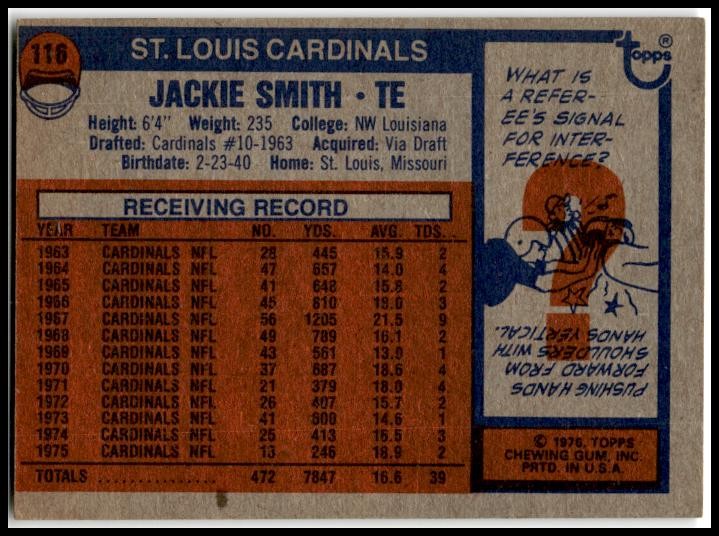 116
ST. LOUIS CARDINALS
JACKIE SMITH • TE
Height: 6'4" Weight: 235 College: NW Louisiana
Drafted: Cardinals #10-1963 Acquired: Via Draft
Birthdate: 2-23-40 Home: St. Louis, Missouri
RECEIVING RECORD
YEAR TEAM NO. YDS. AVG. TDS.
1963 CARDINALS NFL 28 445 15.9 2
1964 CARDINALS NFL 47 657 14.0 4
1965 CARDINALS NFL 41 648 15.8 2
1966 CARDINALS NFL 45 810 18.0 3
1967 CARDINALS NFL 56 1205 21.5 9
1968 CARDINALS NFL 49 789 16.1 2
1969 CARDINALS NFL 43 561 13.0 1
1970 CARDINALS NFL 37 687 18.6 4
1971 CARDINALS NFL 21 379 18.0 4
1972 CARDINALS NFL 26 407 15.7 2
1973 CARDINALS NFL 41 600 14.6 1
1974 CARDINALS NFL 25 413 16.5 3
1975 CARDINALS NFL 13 246 18.9 2
TOTALS ............... 472 7847 16.6 39
topps ®
WHAT IS
A REFER-
EE'S SIGNAL
FOR INTER-
FERENCE?
?
PUSHING HANDS
FORWARD FROM
SHOULDERS WITH
HANDS VERTICAL.
© 1976, TOPPS
CHEWING GUM, INC.
PRTD. IN U.S.A.